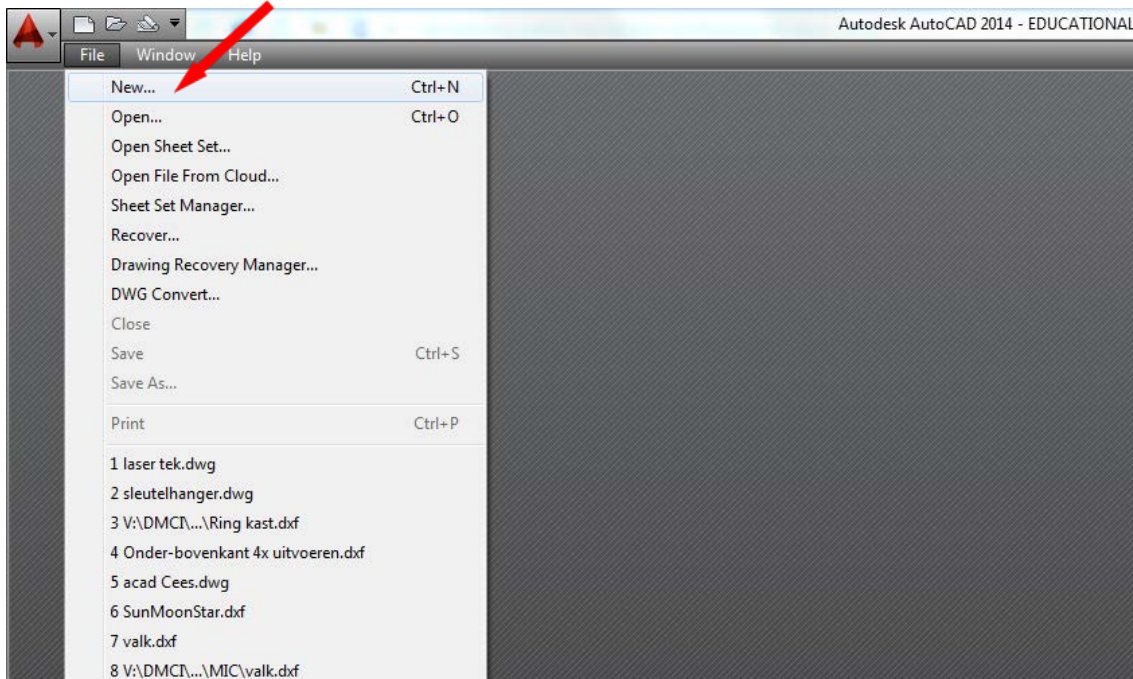 Autodesk AutoCAD 2014 - EDUCATIONAL
File Window Help
New... Ctrl+N
Open... Ctrl+O
Open Sheet Set...
Open File From Cloud...
Sheet Set Manager...
Recover...
Drawing Recovery Manager...
DWG Convert...
Close
Save Ctrl+S
Save As...
Print Ctrl+P
1 laser tek.dwg
2 sleutelhanger.dwg
3 V:\DMCI\...\Ring kast.dxf
4 Onder-bovenkant 4x uitvoeren.dxf
5 acad Cees.dwg
6 SunMoonStar.dxf
7 valk.dxf
8 V:\DMCI\...\MIC\valk.dxf